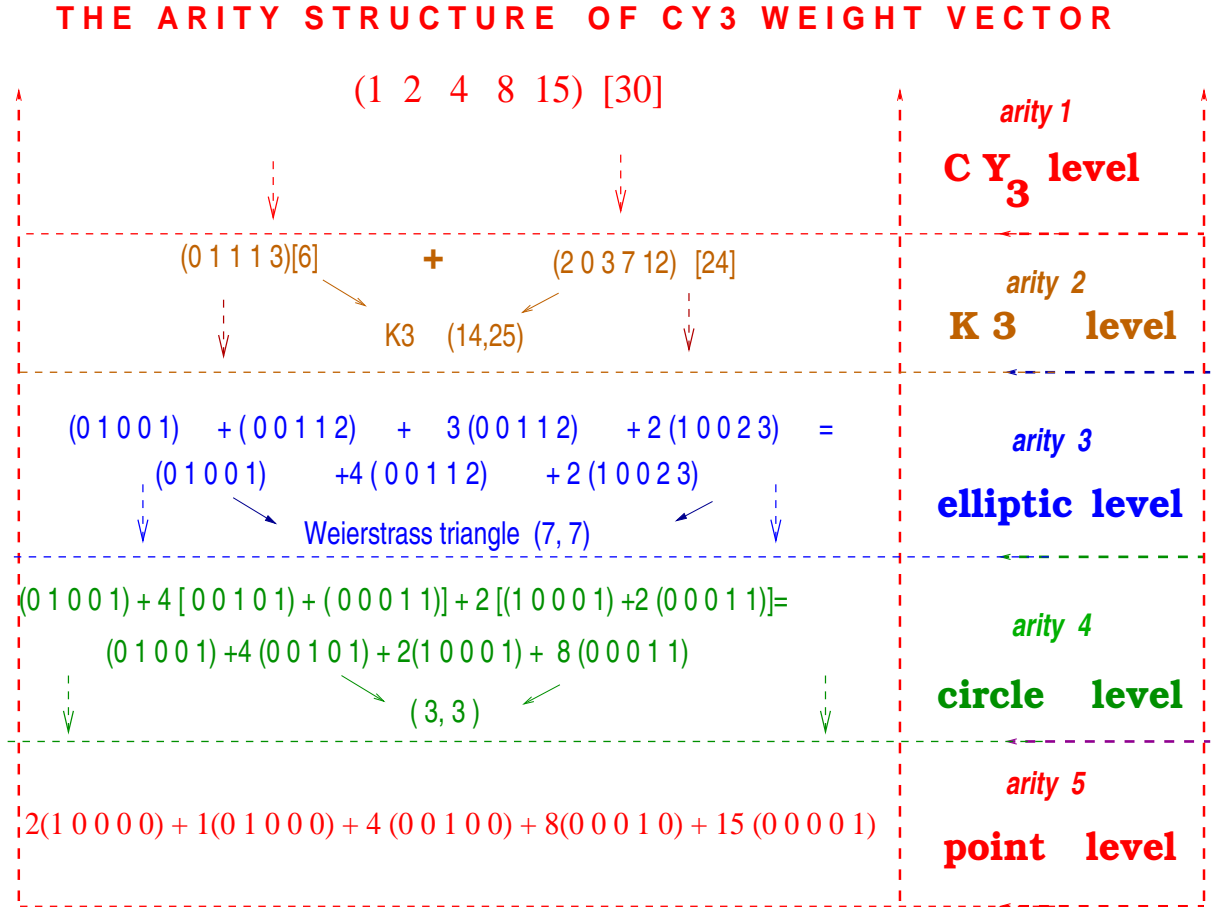 THE ARITY STRUCTURE OF CY3 WEIGHT VECTOR
(1 2 4 8 15) [30]
arity 1
C Y3 level
(0 1 1 1 3)[6] + (2 0 3 7 12) [24]
K3 (14,25)
arity 2
K 3 level
(0 1 0 0 1) + ( 0 0 1 1 2) + 3 (0 0 1 1 2) + 2 (1 0 0 2 3) =
(0 1 0 0 1) +4 ( 0 0 1 1 2) + 2 (1 0 0 2 3)
Weierstrass triangle (7, 7)
arity 3
elliptic level
(0 1 0 0 1) + 4 [ 0 0 1 0 1) + ( 0 0 0 1 1)] + 2 [(1 0 0 0 1) +2 (0 0 0 1 1)]=
(0 1 0 0 1) +4 (0 0 1 0 1) + 2(1 0 0 0 1) + 8 (0 0 0 1 1)
( 3, 3 )
arity 4
circle level
2(1 0 0 0 0) + 1(0 1 0 0 0) + 4 (0 0 1 0 0) + 8(0 0 0 1 0) + 15 (0 0 0 0 1)
arity 5
point level